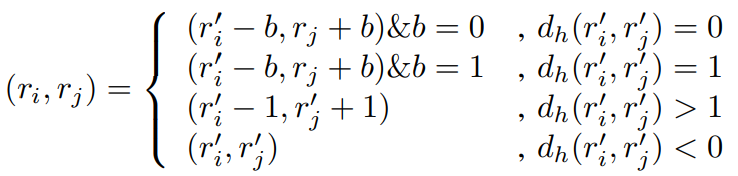 (r_i, r_j) = {
(r'_i − b, r_j + b)&b = 0 , d_h(r'_i, r'_j) = 0
(r'_i − b, r_j + b)&b = 1 , d_h(r'_i, r'_j) = 1
(r'_i − 1, r'_j + 1) , d_h(r'_i, r'_j) > 1
(r'_i, r'_j) , d_h(r'_i, r'_j) < 0